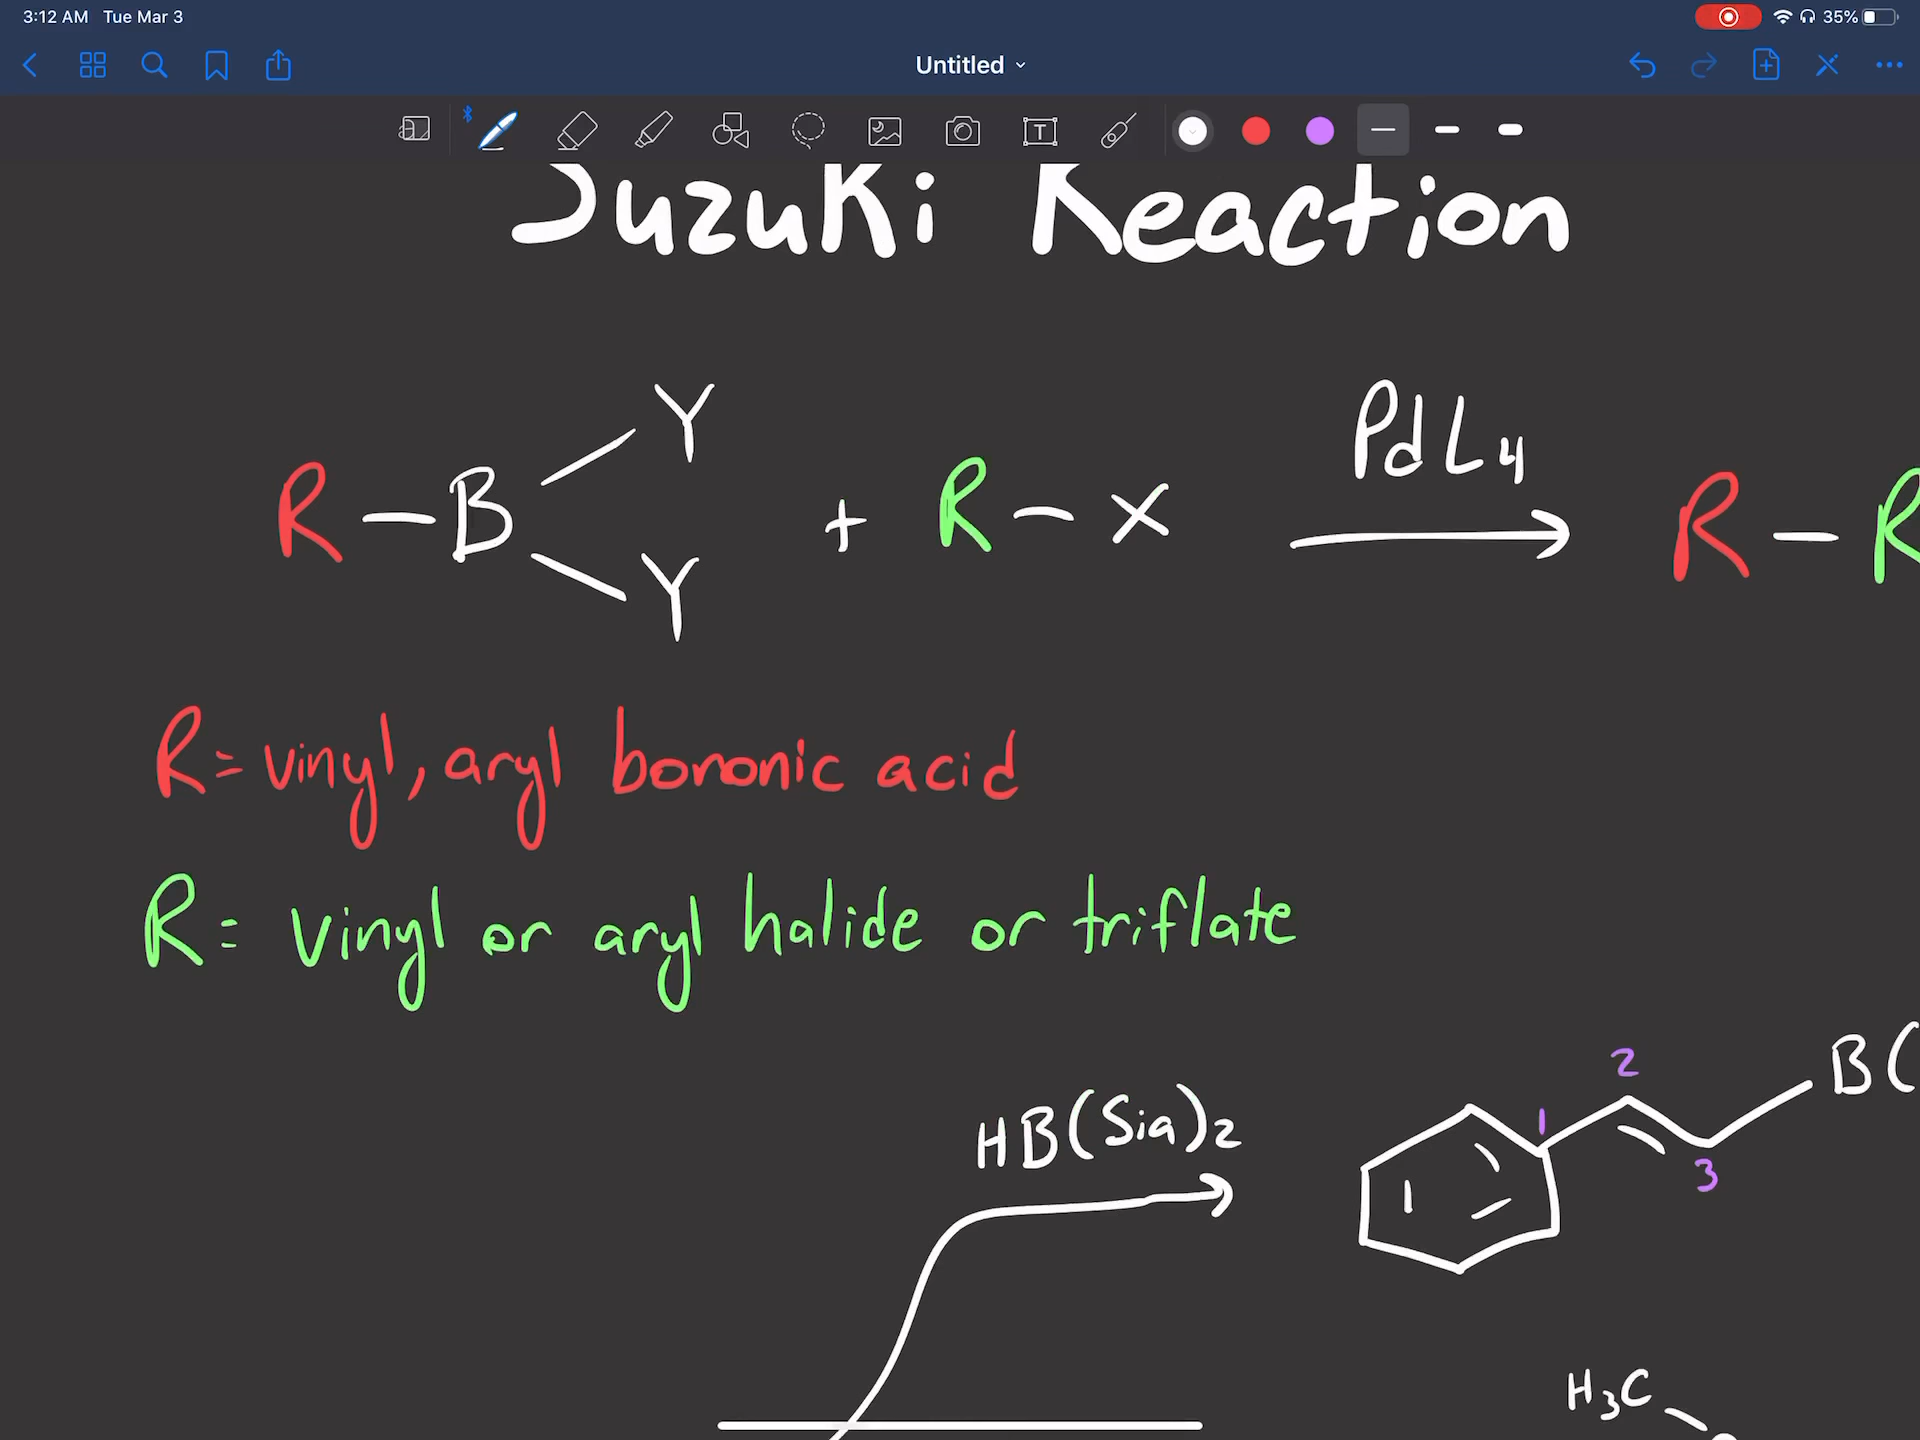 3:12 AM Tue Mar 3
35%
Untitled
T
Suzuki Reaction
R-B
Y
Y
+ R-X
PdL4
R-R
R= vinyl, aryl boronic acid
R= vinyl or aryl halide or triflate
HB(Sia)2
1
2
3
B(
H3C